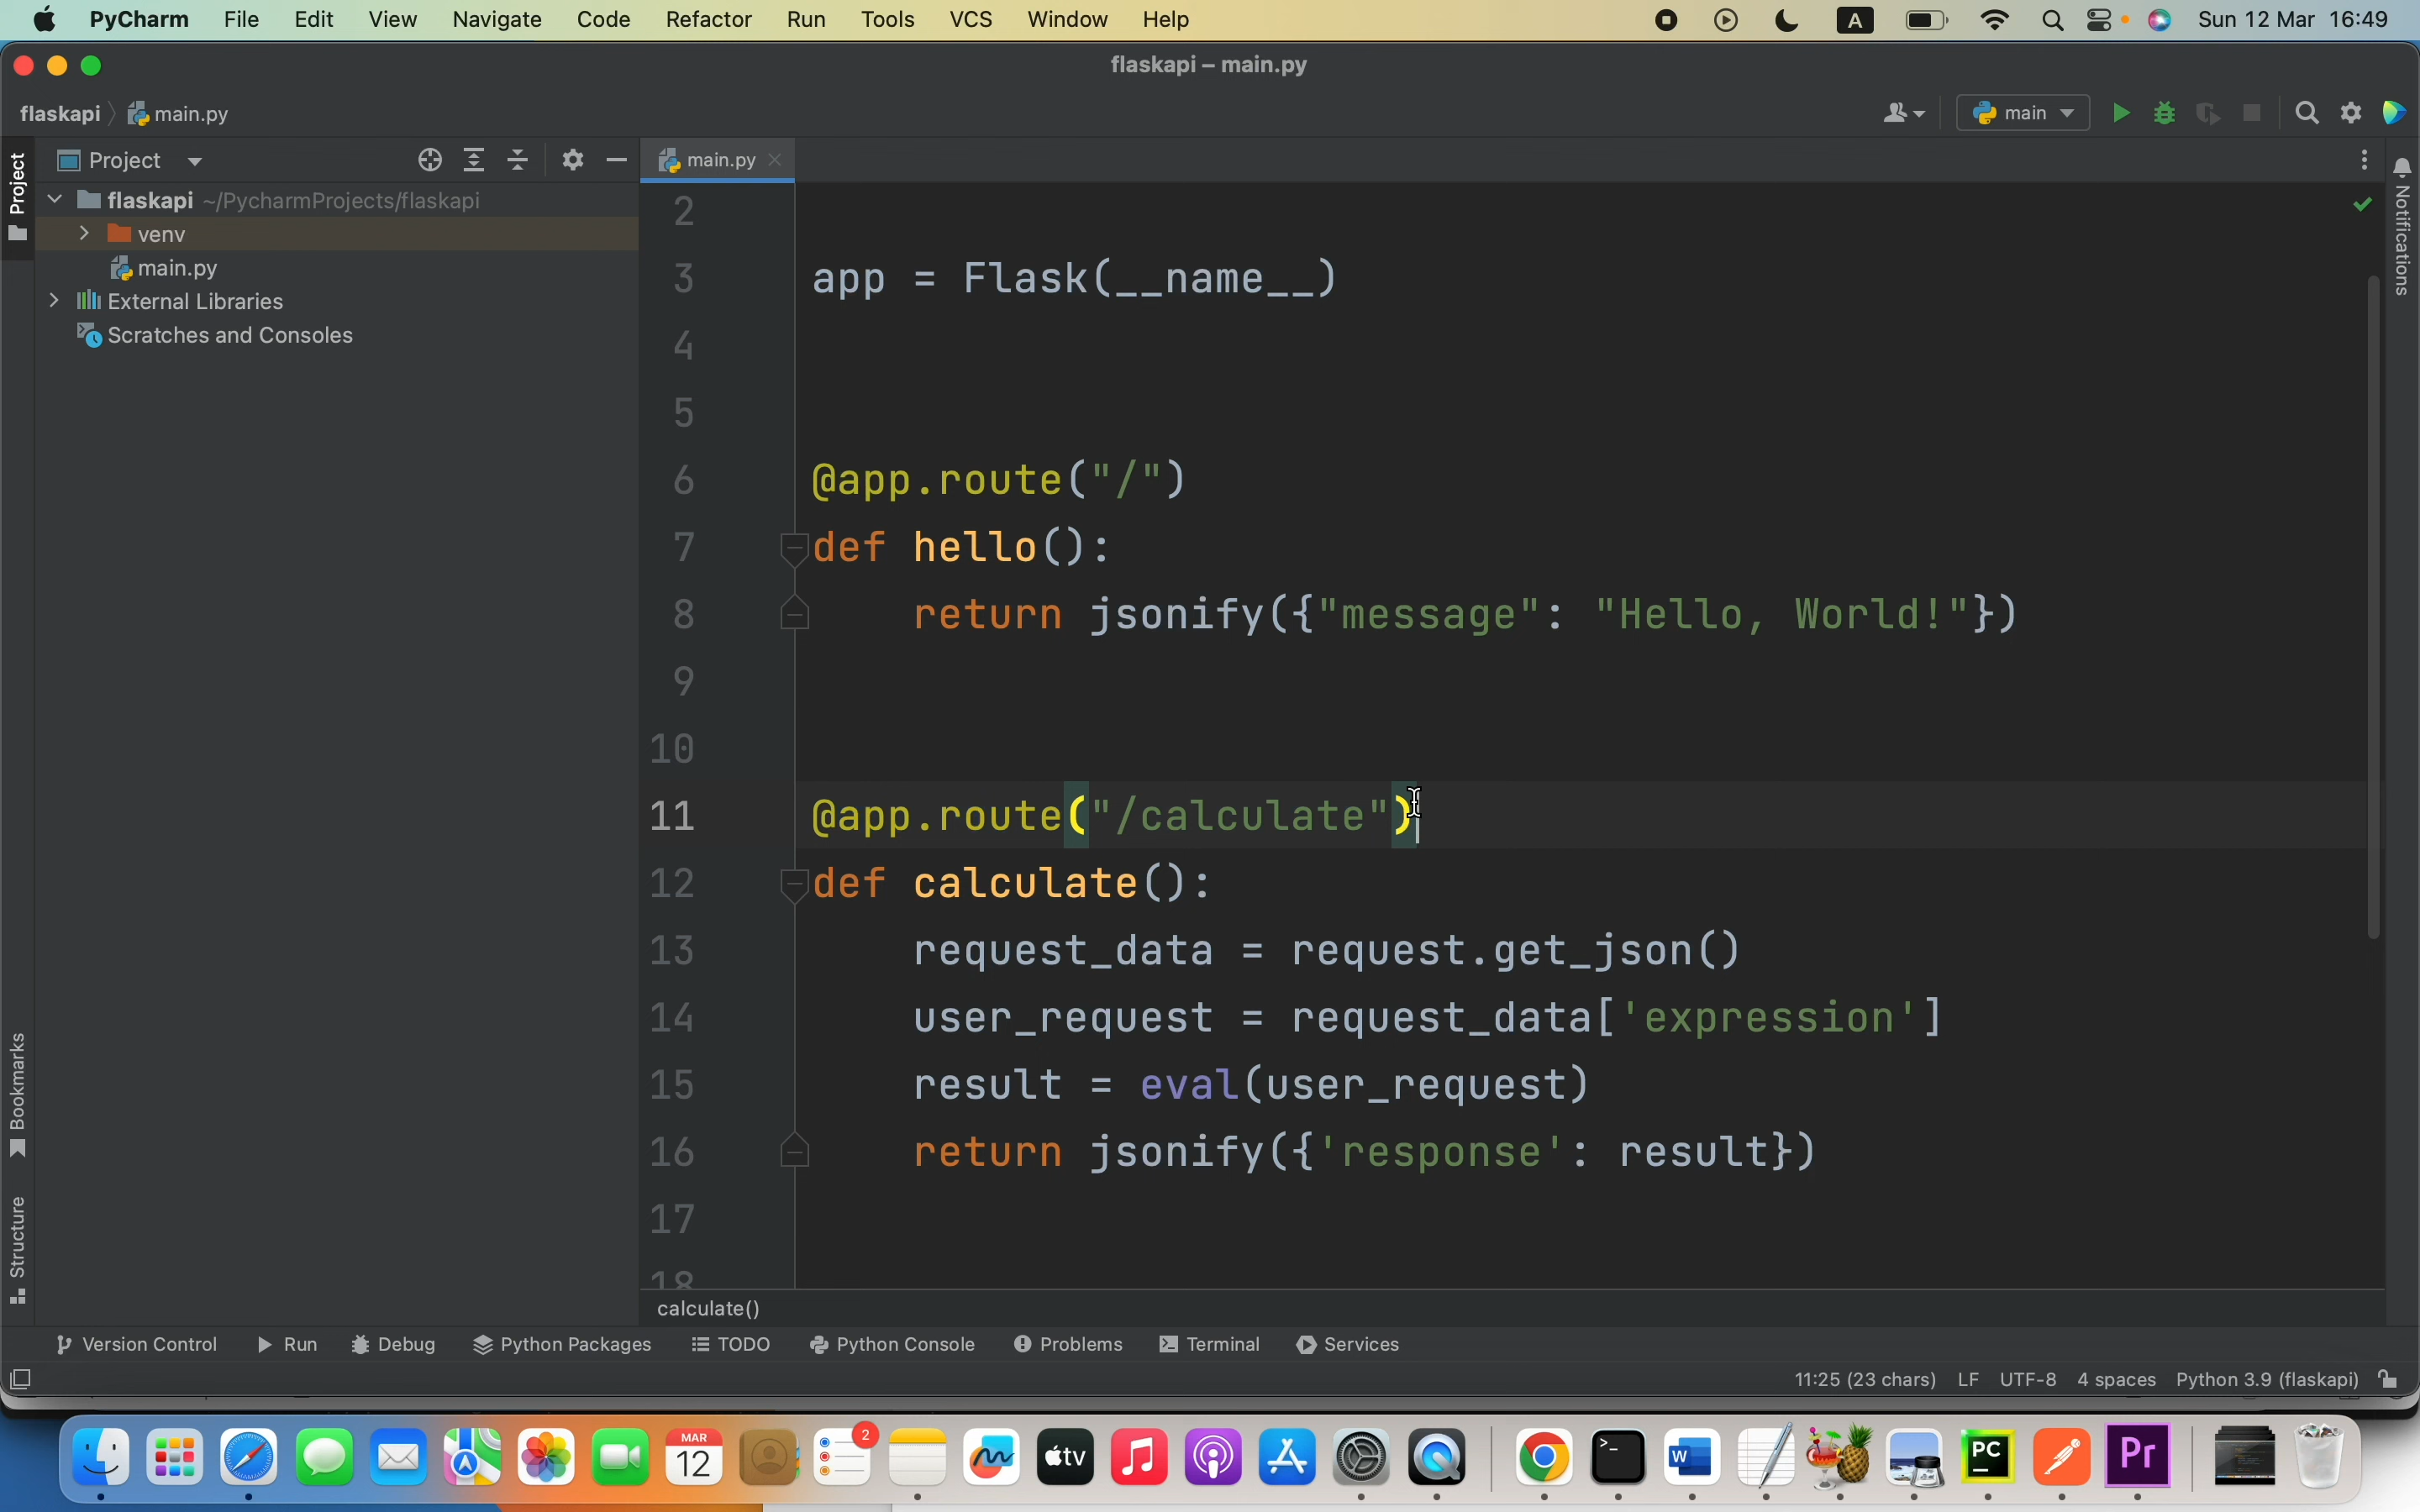 PyCharm File Edit View Navigate Code Refactor Run Tools VCS Window Help A Sun 12 Mar 16:49
flaskapi – main.py
flaskapi main.py main
Project
Project
main.py
Notifications
flaskapi ~/PycharmProjects/flaskapi
venv
main.py
External Libraries
Scratches and Consoles
2
3 app = Flask(__name__)
4
5
6 @app.route("/")
7 def hello():
8 return jsonify({"message": "Hello, World!"})
9
10
11 @app.route("/calculate")
12 def calculate():
13 request_data = request.get_json()
14 user_request = request_data['expression']
15 result = eval(user_request)
16 return jsonify({'response': result})
17
18
Bookmarks
Structure
calculate()
Version Control Run Debug Python Packages TODO Python Console Problems Terminal Services
11:25 (23 chars) LF UTF-8 4 spaces Python 3.9 (flaskapi)
MAR
12
2
tv
W
PC
Pr